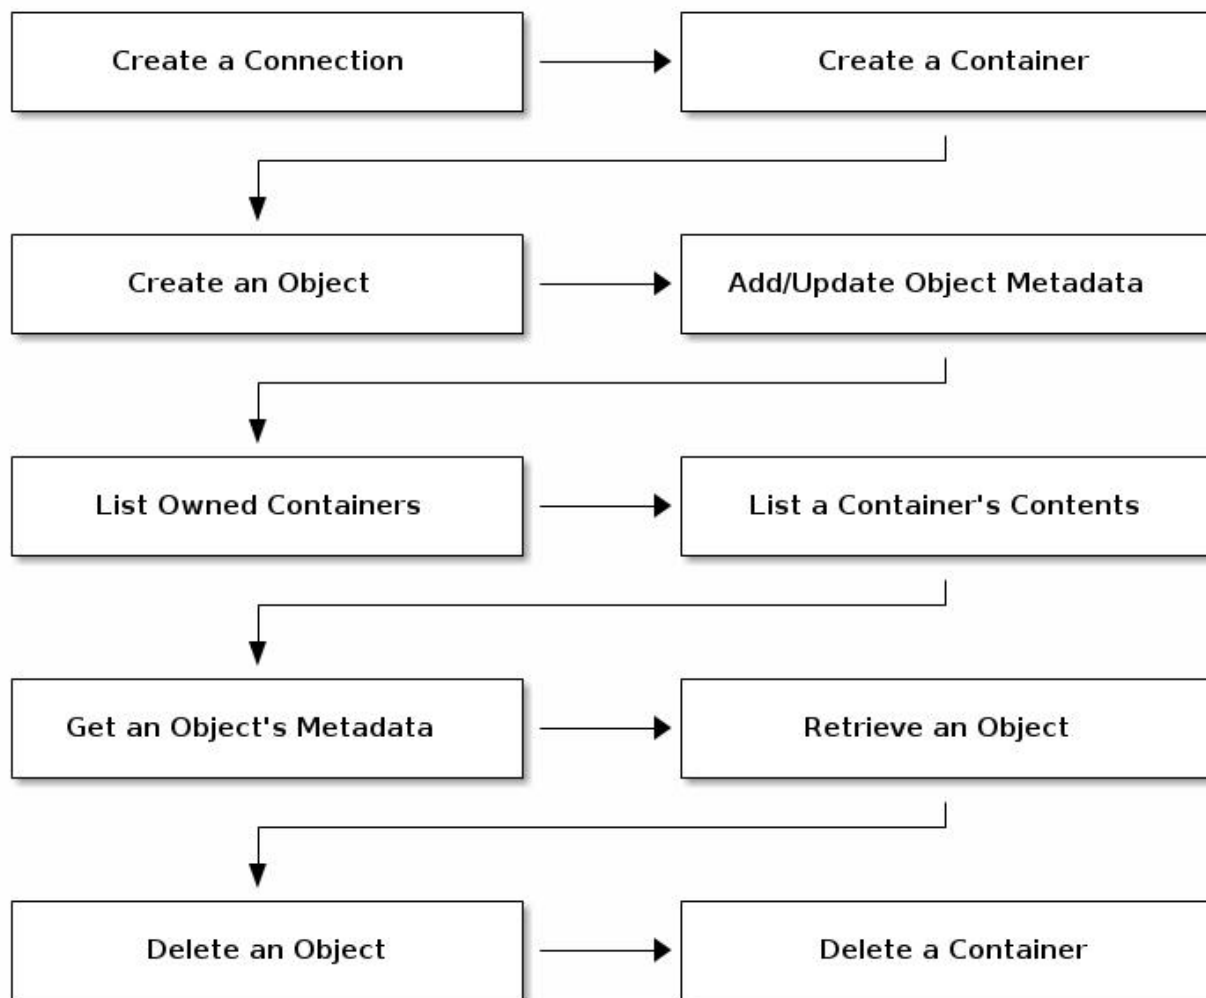 Create a Connection
Create a Container
Create an Object
Add/Update Object Metadata
List Owned Containers
List a Container's Contents
Get an Object's Metadata
Retrieve an Object
Delete an Object
Delete a Container